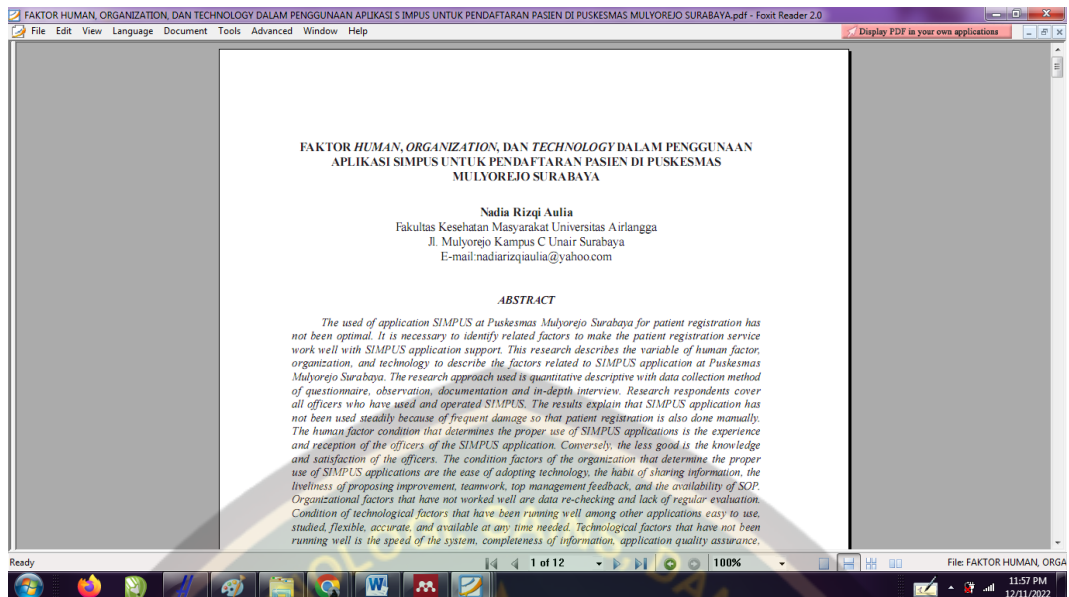 FAKTOR HUMAN, ORGANIZATION, DAN TECHNOLOGY DALAM PENGGUNAAN APLIKASI S IMPUS UNTUK PENDAFTARAN PASIEN DI PUSKESMAS MULYOREJO SURABAYA.pdf - Foxit Reader 2.0
File Edit View Language Document Tools Advanced Window Help
Display PDF in your own applications
FAKTOR HUMAN, ORGANIZATION, DAN TECHNOLOGY DALAM PENGGUNAAN
APLIKASI SIMPUS UNTUK PENDAFTARAN PASIEN DI PUSKESMAS
MULYOREJO SURABAYA
Nadia Rizqi Aulia
Fakultas Kesehatan Masyarakat Universitas Airlangga
Jl. Mulyorejo Kampus C Unair Surabaya
E-mail:nadiarizqiaulia@yahoo.com
ABSTRACT
The used of application SIMPUS at Puskesmas Mulyorejo Surabaya for patient registration has
not been optimal. It is necessary to identify related factors to make the patient registration service
work well with SIMPUS application support. This research describes the variable of human factor,
organization, and technology to describe the factors related to SIMPUS application at Puskesmas
Mulyorejo Surabaya. The research approach used is quantitative descriptive with data collection method
of questionnaire, observation, documentation and in-depth interview. Research respondents cover
all officers who have used and operated SIMPUS. The results explain that SIMPUS application has
not been used steadily because of frequent damage so that patient registration is also done manually.
The human factor condition that determines the proper use of SIMPUS applications is the experience
and reception of the officers of the SIMPUS application. Conversely, the less good is the knowledge
and satisfaction of the officers. The condition factors of the organization that determine the proper
use of SIMPUS applications are the ease of adopting technology, the habit of sharing information, the
liveliness of proposing improvement, teamwork, top management feedback, and the availability of SOP.
Organizational factors that have not worked well are data re-checking and lack of regular evaluation.
Condition of technological factors that have been running well among other applications easy to use,
studied, flexible, accurate, and available at any time needed. Technological factors that have not been
running well is the speed of the system, completeness of information, application quality assurance,
Ready
1 of 12
100%
File: FAKTOR HUMAN, ORGA
11:57 PM
12/11/2022